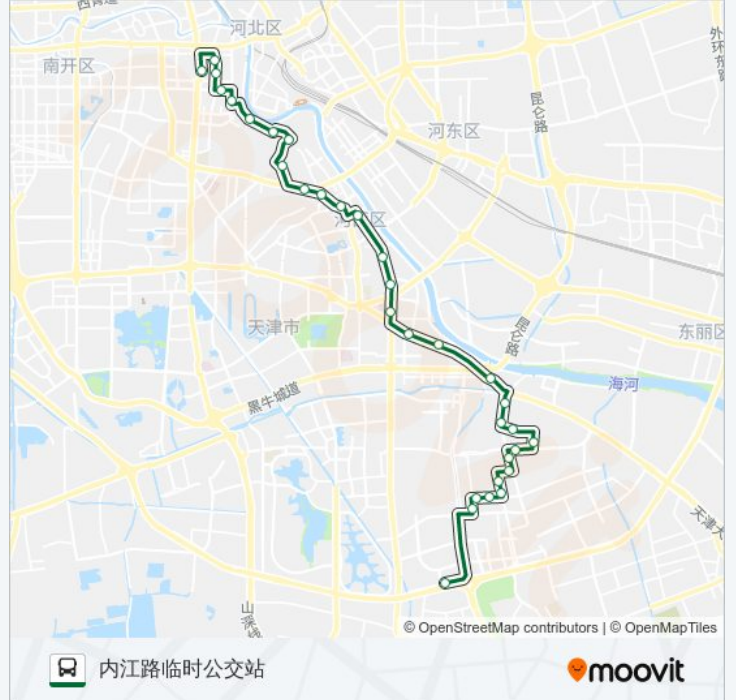 西青道
河北区
南开区
外环东路
昆仑路
河东区
河西区
天津市
昆仑路
东丽区
海河
黑牛城道
天津大
山深线
© OpenStreetMap contributors | © OpenMapTiles
内江路临时公交站
moovit